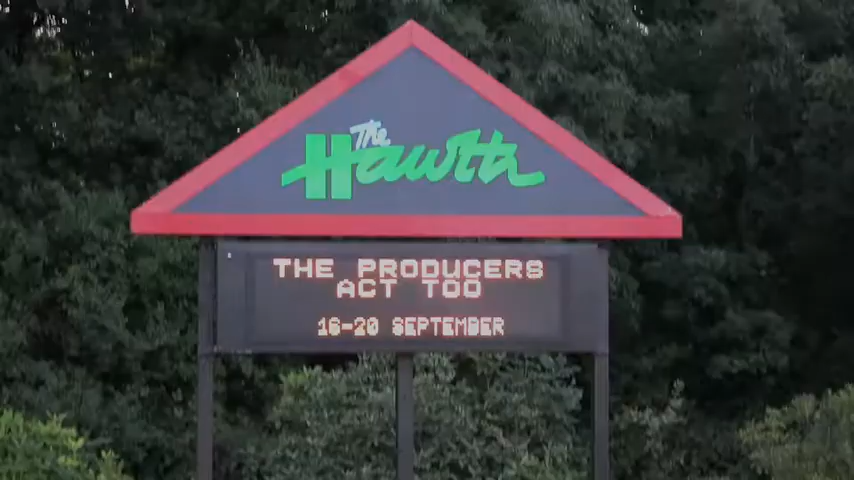 The
Hawth
THE PRODUCERS
ACT TOO
16-20 SEPTEMBER